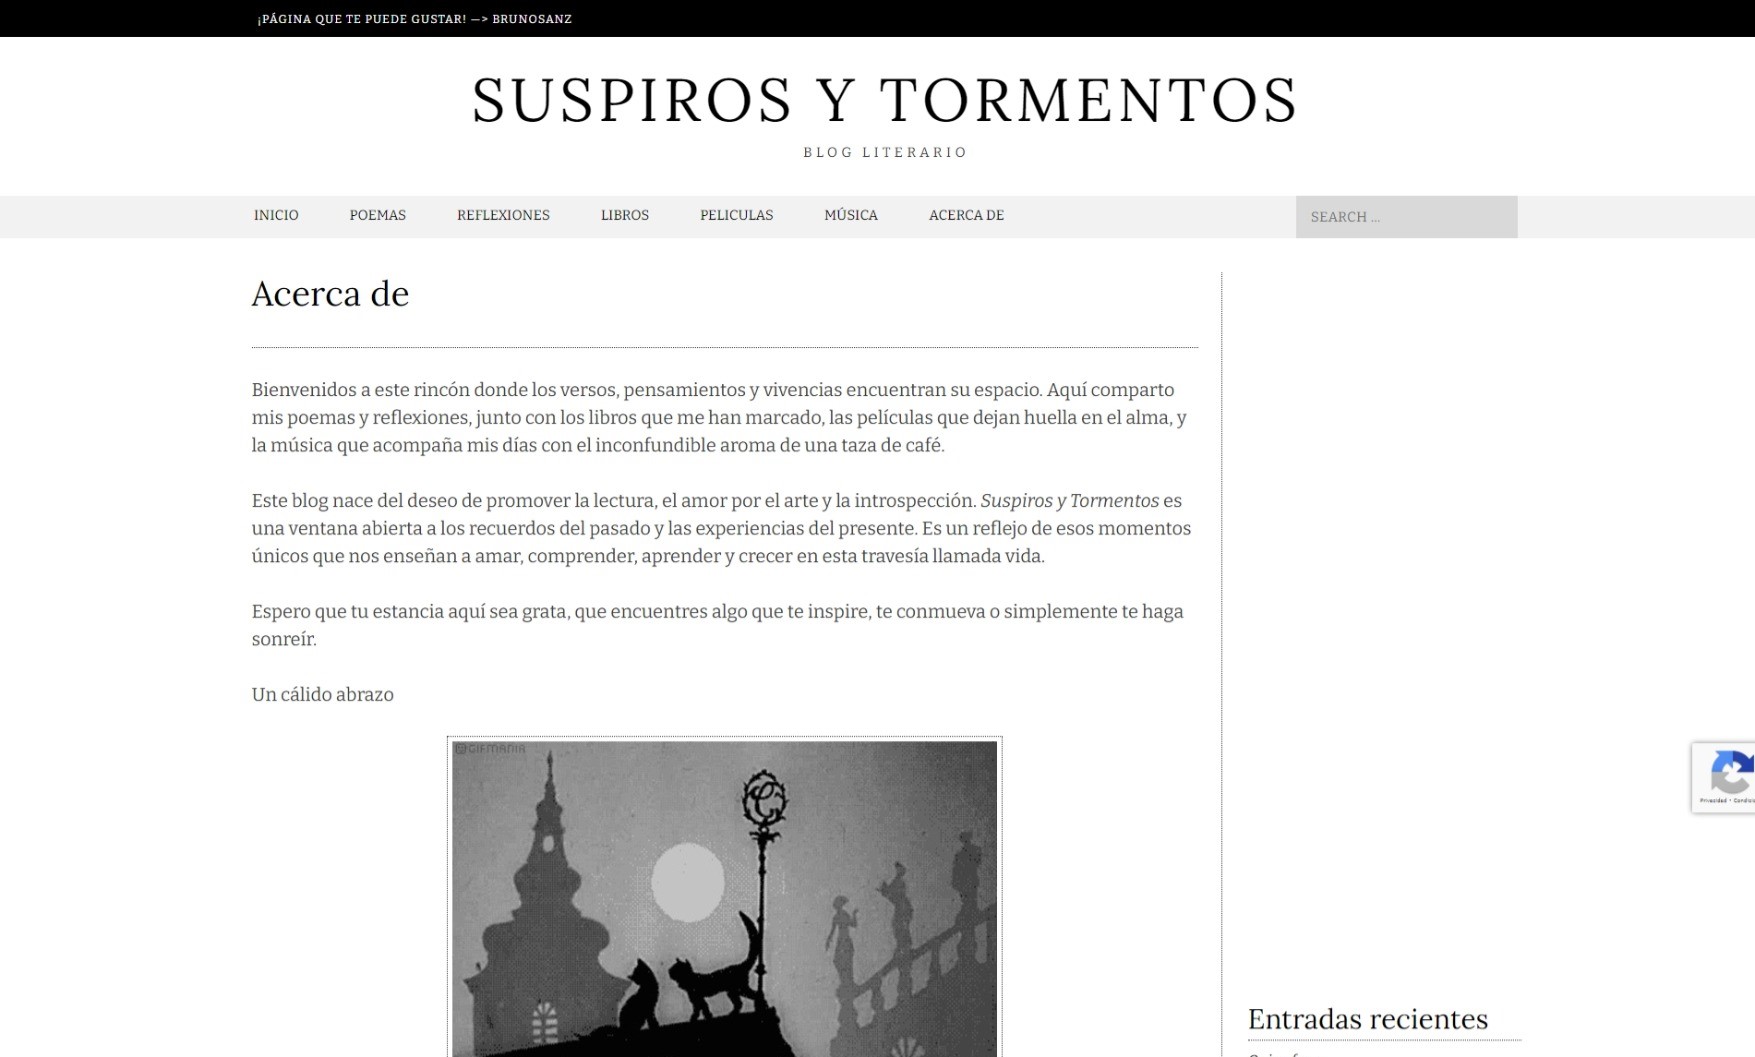 ¡PÁGINA QUE TE PUEDE GUSTAR! —> BRUNOSANZ
SUSPIROS Y TORMENTOS
BLOG LITERARIO
INICIO POEMAS REFLEXIONES LIBROS PELICULAS MÚSICA ACERCA DE SEARCH ...
Acerca de
Bienvenidos a este rincón donde los versos, pensamientos y vivencias encuentran su espacio. Aquí comparto
mis poemas y reflexiones, junto con los libros que me han marcado, las películas que dejan huella en el alma, y
la música que acompaña mis días con el inconfundible aroma de una taza de café.
Este blog nace del deseo de promover la lectura, el amor por el arte y la introspección. Suspiros y Tormentos es
una ventana abierta a los recuerdos del pasado y las experiencias del presente. Es un reflejo de esos momentos
únicos que nos enseñan a amar, comprender, aprender y crecer en esta travesía llamada vida.
Espero que tu estancia aquí sea grata, que encuentres algo que te inspire, te conmueva o simplemente te haga
sonreír.
Un cálido abrazo
GIFMANIA
C
Privacidad •
Entradas recientes